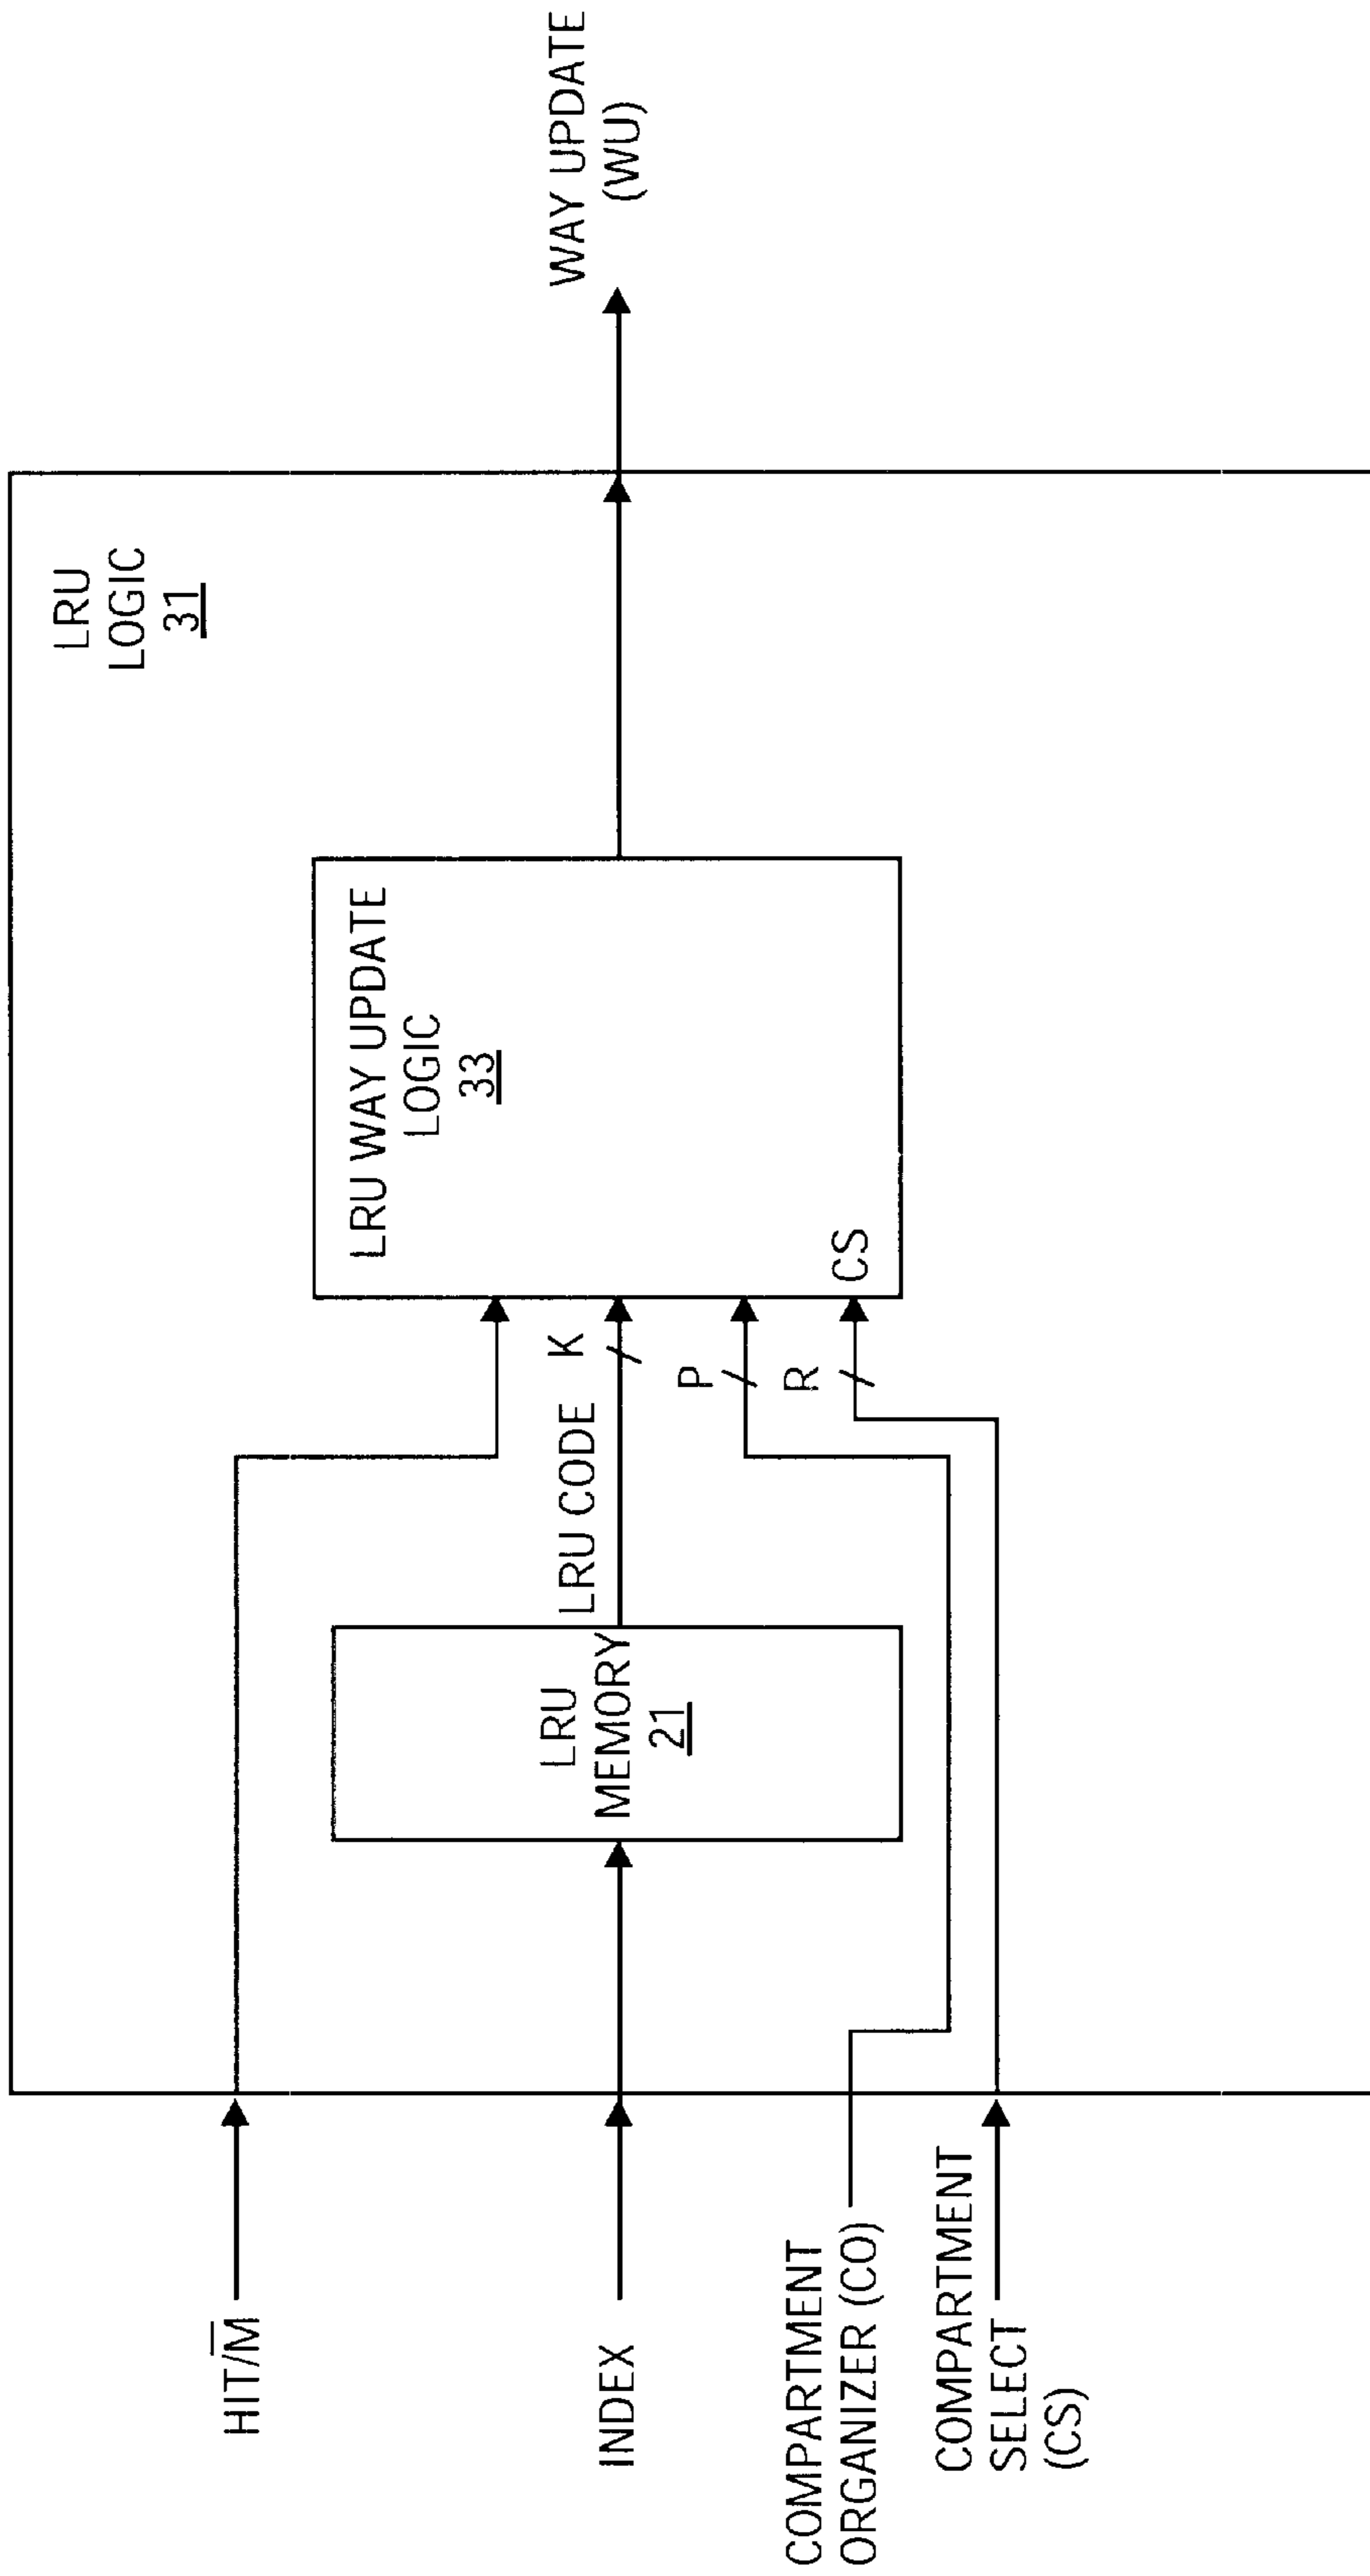 LRU
LOGIC
31
HIT/M̅
INDEX
COMPARTMENT
ORGANIZER (CO)
COMPARTMENT
SELECT
(CS)
LRU
MEMORY
21
LRU CODE
K
P
R
LRU WAY UPDATE
LOGIC
33
CS
WAY UPDATE
(WU)